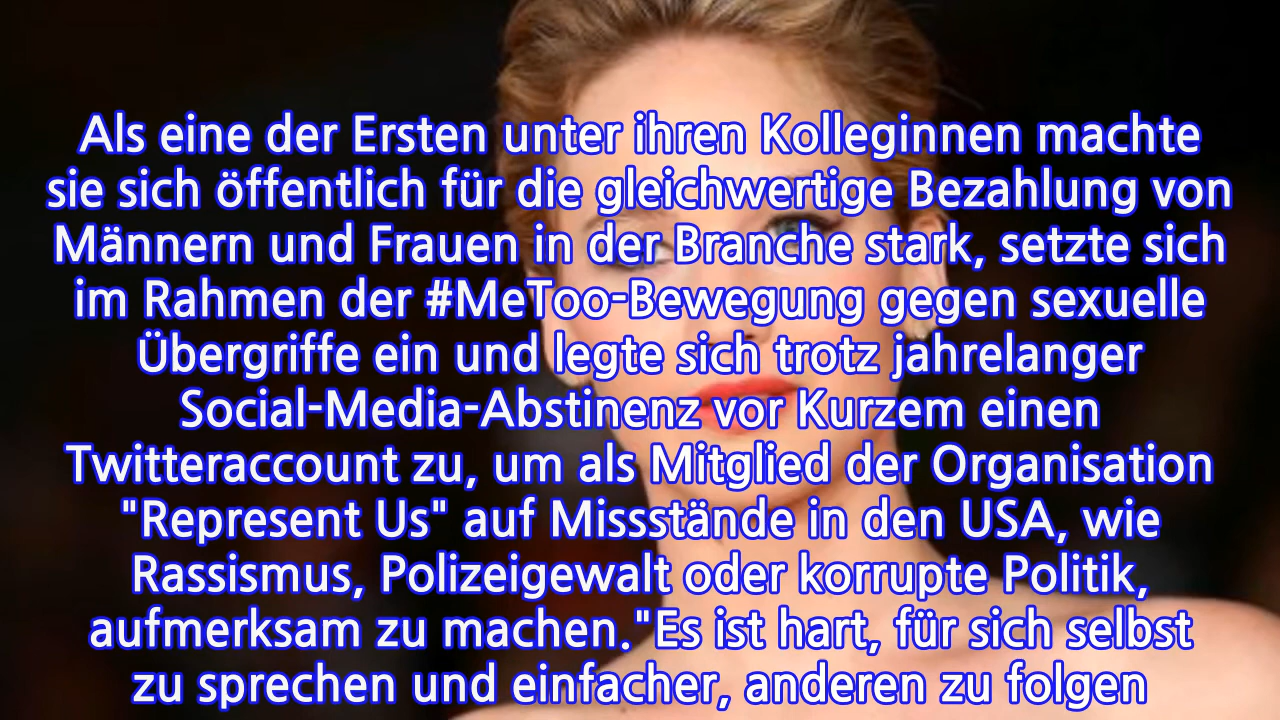 Als eine der Ersten unter ihren Kolleginnen machte
sie sich öffentlich für die gleichwertige Bezahlung von
Männern und Frauen in der Branche stark, setzte sich
im Rahmen der #MeToo-Bewegung gegen sexuelle
Übergriffe ein und legte sich trotz jahrelanger
Social-Media-Abstinenz vor Kurzem einen
Twitteraccount zu, um als Mitglied der Organisation
"Represent Us" auf Missstände in den USA, wie
Rassismus, Polizeigewalt oder korrupte Politik,
aufmerksam zu machen."Es ist hart, für sich selbst
zu sprechen und einfacher, anderen zu folgen